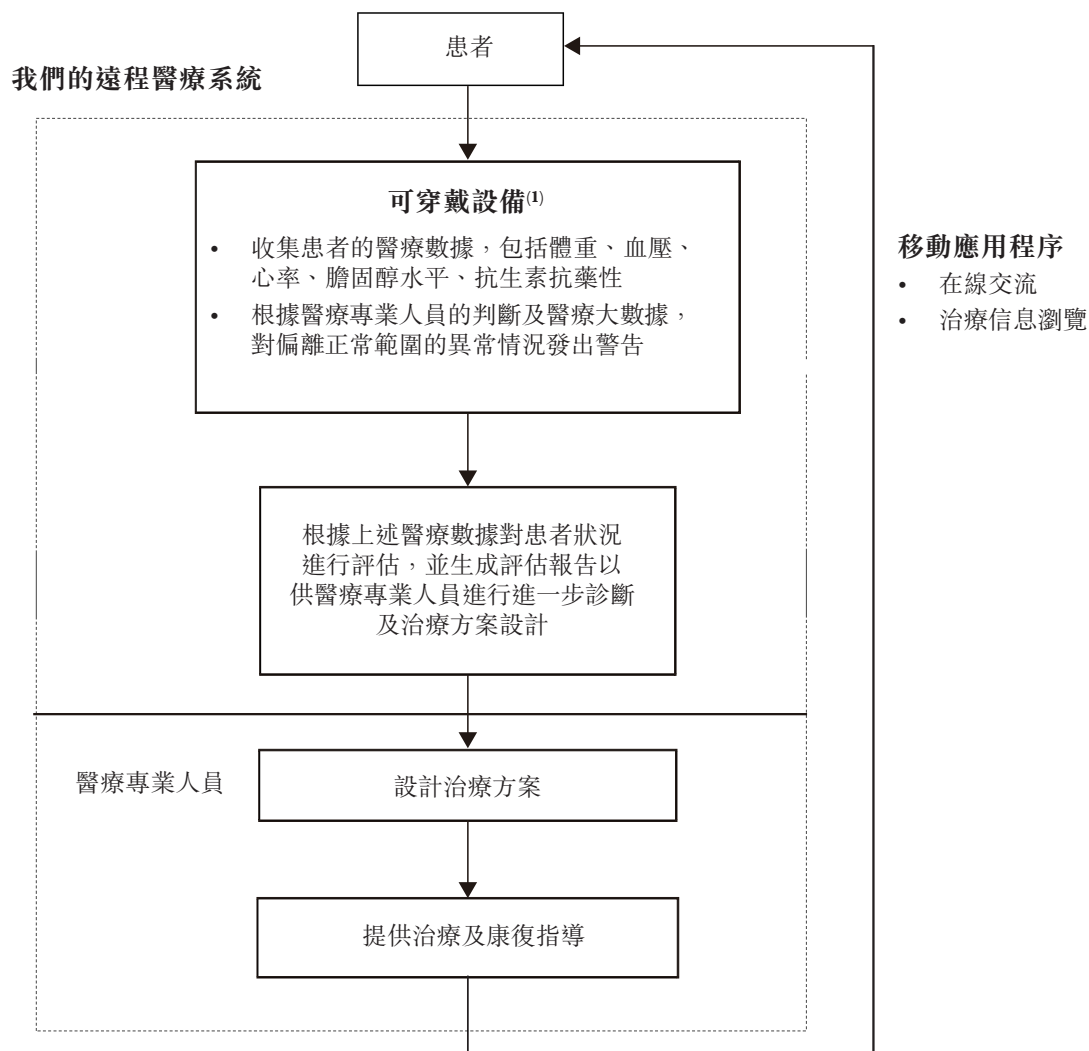 患者
我們的遠程醫療系統
可穿戴設備(1)
• 收集患者的醫療數據，包括體重、血壓、
心率、膽固醇水平、抗生素抗藥性
• 根據醫療專業人員的判斷及醫療大數據，
對偏離正常範圍的異常情況發出警告
移動應用程序
• 在線交流
• 治療信息瀏覽
根據上述醫療數據對患者狀況
進行評估，並生成評估報告以
供醫療專業人員進行進一步診斷
及治療方案設計
醫療專業人員
設計治療方案
提供治療及康復指導